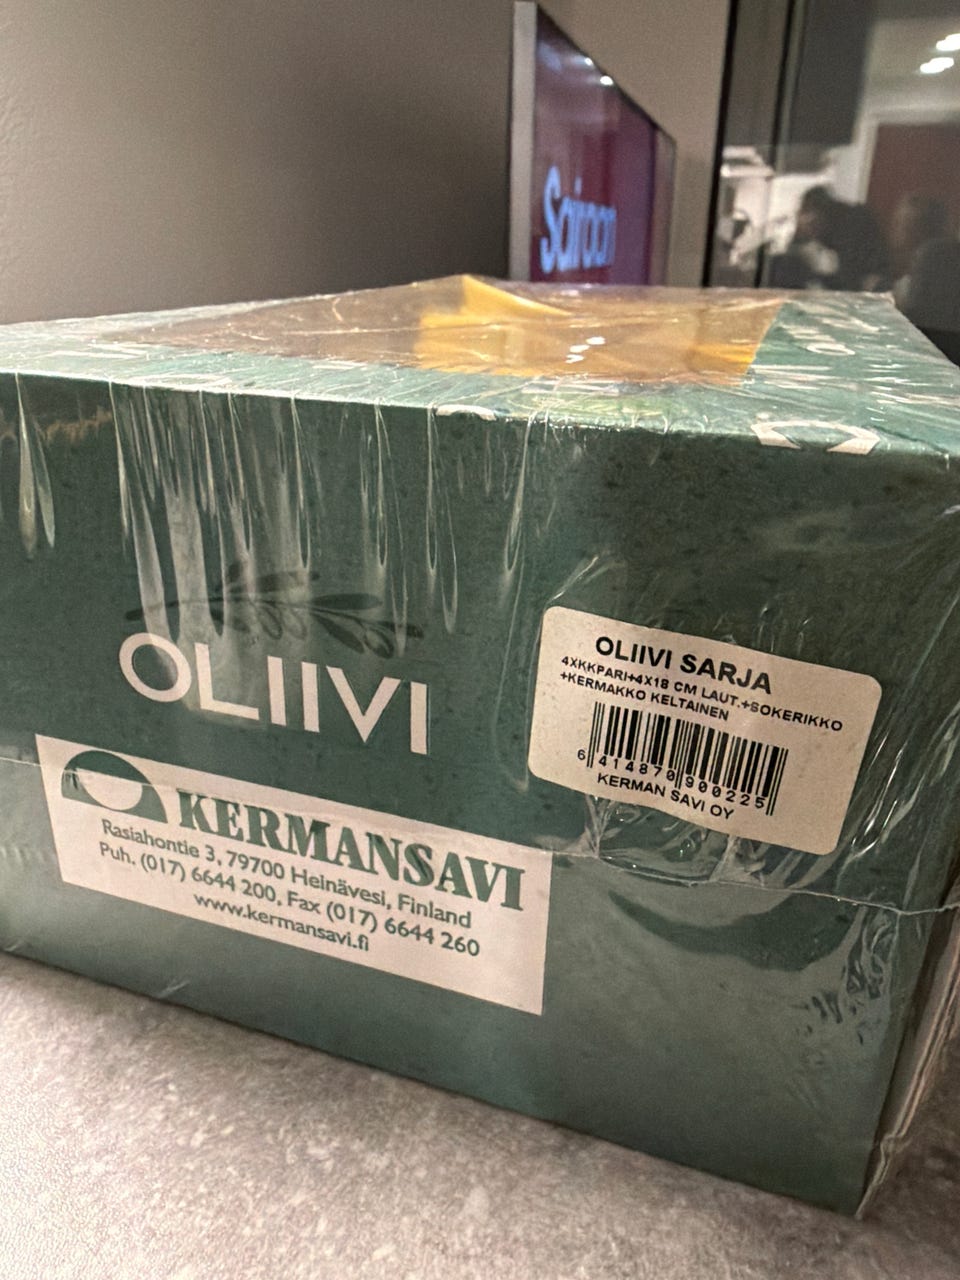 Sairaan
OLIIVI
OLIIVI SARJA
4XKKPARI+4X18 CM LAUT.+SOKERIKKO
+KERMAKKO KELTAINEN
6 414870 900225
KERMAN SAVI OY
KERMANSAVI
Rasiahontie 3, 79700 Heinävesi, Finland
Puh. (017) 6644 200, Fax (017) 6644 260
www.kermansavi.fi